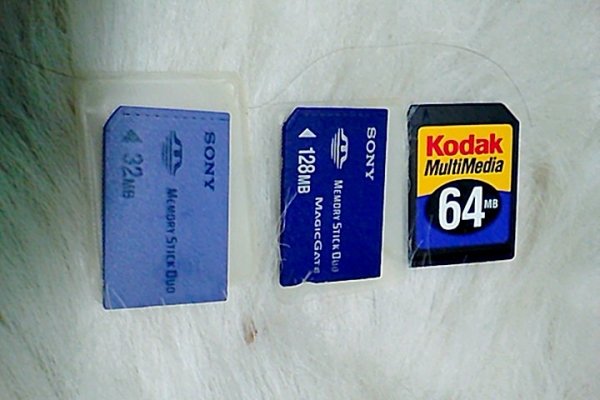 SONY
MEMORY STICK DUO
32MB
SONY
MEMORY STICK DUO
MAGICGATE
128MB
Kodak
MultiMedia
64MB